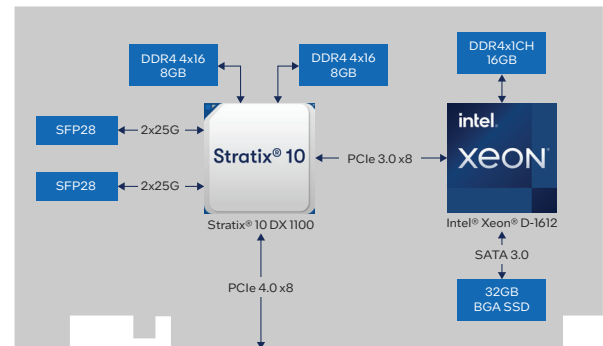 DDR4 4x16
8GB
DDR4 4x16
8GB
DDR4x1CH
16GB
SFP28
2x25G
SFP28
2x25G
Stratix® 10
Stratix® 10 DX 1100
PCIe 3.0 x8
intel.
xeon®
Intel® Xeon® D-1612
SATA 3.0
32GB
BGA SSD
PCIe 4.0 x8